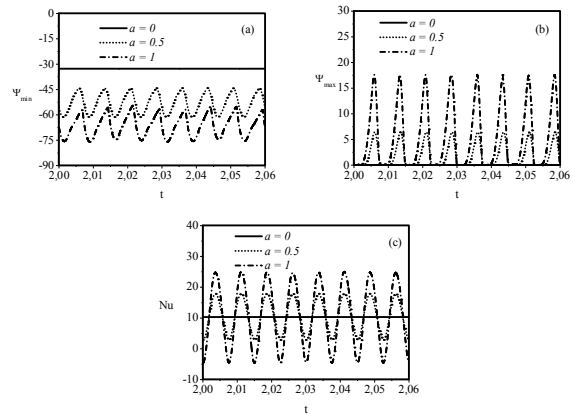 0
-15
-30
-45
-60
-75
-90
Ψmin
a = 0
a = 0.5
a = 1
(a)
2,00 2,01 2,02 2,03 2,04 2,05 2,06
t
30
25
20
15
10
5
0
Ψmax
a = 0
a = 0.5
a = 1
(b)
2,00 2,01 2,02 2,03 2,04 2,05 2,06
t
40
30
20
10
0
-10
Nu
a = 0
a = 0.5
a = 1
(c)
2,00 2,01 2,02 2,03 2,04 2,05 2,06
t